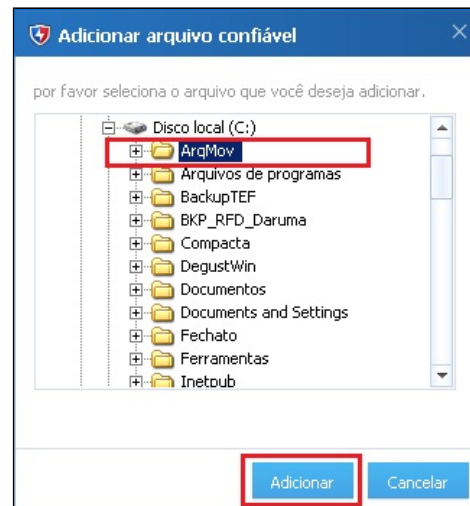 Adicionar arquivo confiável
por favor seleciona o arquivo que você deseja adicionar.
Disco local (C:)
ArqMov
Arquivos de programas
BackupTEF
BKP_RFD_Daruma
Compacta
DegustWin
Documentos
Documents and Settings
Fechato
Ferramentas
Inetpub
Adicionar
Cancelar